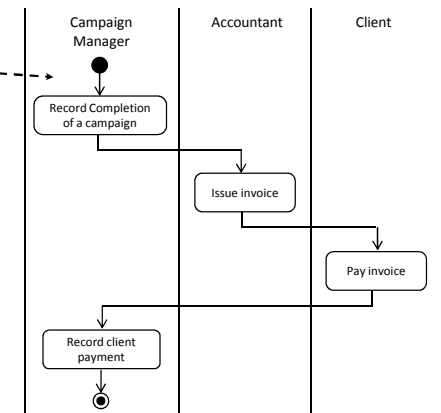 Campaign
Manager
Accountant
Client
Record Completion
of a campaign
Issue invoice
Pay invoice
Record client
payment